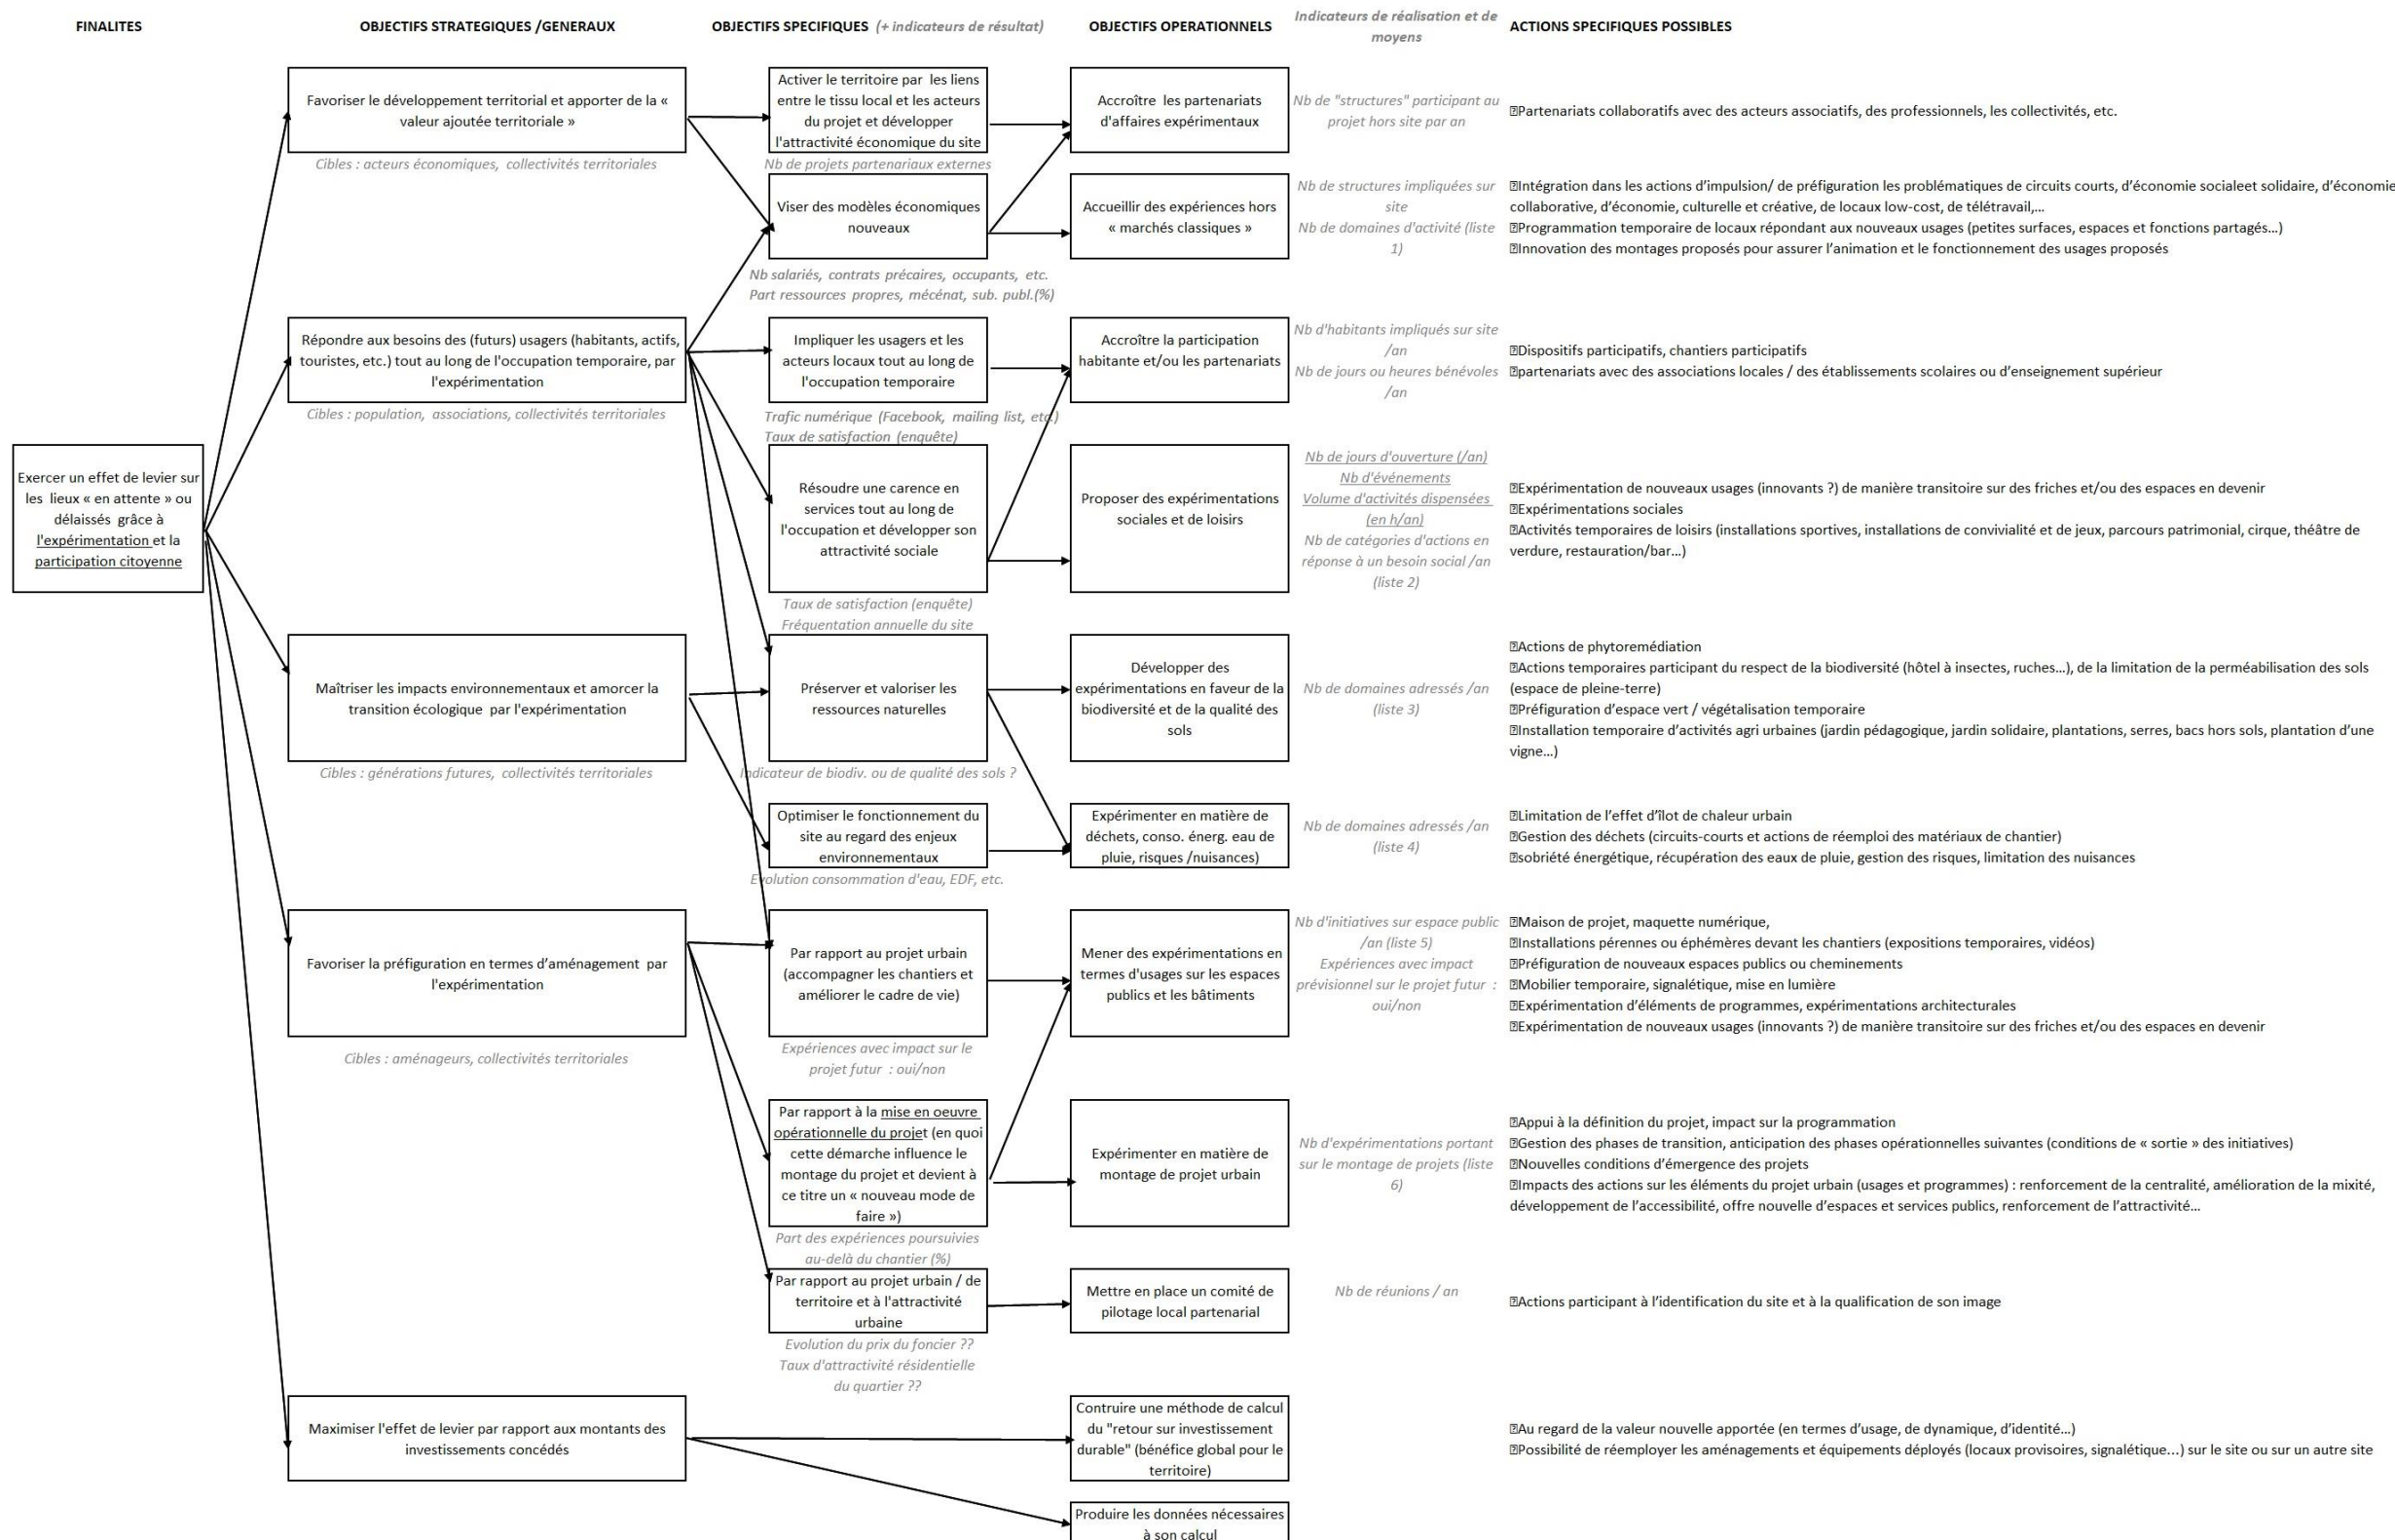 FINALITES
OBJECTIFS STRATEGIQUES /GENERAUX
OBJECTIFS SPECIFIQUES (+ indicateurs de résultat)
OBJECTIFS OPERATIONNELS
Indicateurs de réalisation et de
moyens
ACTIONS SPECIFIQUES POSSIBLES
Exercer un effet de levier sur
les lieux « en attente » ou
délaissés grâce à
l'expérimentation et la
participation citoyenne
Favoriser le développement territorial et apporter de la «
valeur ajoutée territoriale »
Cibles : acteurs économiques, collectivités territoriales
Activer le territoire par les liens
entre le tissu local et les acteurs
du projet et développer
l'attractivité économique du site
Nb de projets partenariaux externes
Accroître les partenariats
d'affaires expérimentaux
Nb de "structures" participant au
projet hors site par an
Partenariats collaboratifs avec des acteurs associatifs, des professionnels, les collectivités, etc.
Viser des modèles économiques
nouveaux
Nb salariés, contrats précaires, occupants, etc.
Part ressources propres, mécénat, sub. publ.(%)
Accueillir des expériences hors
« marchés classiques »
Nb de structures impliquées sur
site
Nb de domaines d'activité (liste
1)
Intégration dans les actions d’impulsion/ de préfiguration les problématiques de circuits courts, d’économie socialeet solidaire, d’économie
collaborative, d’économie, culturelle et créative, de locaux low-cost, de télétravail,…
Programmation temporaire de locaux répondant aux nouveaux usages (petites surfaces, espaces et fonctions partagés…)
Innovation des montages proposés pour assurer l’animation et le fonctionnement des usages proposés
Répondre aux besoins des (futurs) usagers (habitants, actifs,
touristes, etc.) tout au long de l'occupation temporaire, par
l'expérimentation
Cibles : population, associations, collectivités territoriales
Impliquer les usagers et les
acteurs locaux tout au long de
l'occupation temporaire
Trafic numérique (Facebook, mailing list, etc.)
Taux de satisfaction (enquête)
Accroître la participation
habitante et/ou les partenariats
Nb d'habitants impliqués sur site
/an
Nb de jours ou heures bénévoles
/an
Dispositifs participatifs, chantiers participatifs
partenariats avec des associations locales / des établissements scolaires ou d’enseignement supérieur
Résoudre une carence en
services tout au long de
l'occupation et développer son
attractivité sociale
Taux de satisfaction (enquête)
Fréquentation annuelle du site
Proposer des expérimentations
sociales et de loisirs
Nb de jours d'ouverture (/an)
Nb d'événements
Volume d'activités dispensées
(en h/an)
Nb de catégories d'actions en
réponse à un besoin social /an
(liste 2)
Expérimentation de nouveaux usages (innovants ?) de manière transitoire sur des friches et/ou des espaces en devenir
Expérimentations sociales
Activités temporaires de loisirs (installations sportives, installations de convivialité et de jeux, parcours patrimonial, cirque, théâtre de
verdure, restauration/bar…)
Maîtriser les impacts environnementaux et amorcer la
transition écologique par l'expérimentation
Cibles : générations futures, collectivités territoriales
Préserver et valoriser les
ressources naturelles
Indicateur de biodiv. ou de qualité des sols ?
Développer des
expérimentations en faveur de la
biodiversité et de la qualité des
sols
Nb de domaines adressés /an
(liste 3)
Actions de phytoremédiation
Actions temporaires participant du respect de la biodiversité (hôtel à insectes, ruches…), de la limitation de la perméabilisation des sols
(espace de pleine-terre)
Préfiguration d’espace vert / végétalisation temporaire
Installation temporaire d’activités agri urbaines (jardin pédagogique, jardin solidaire, plantations, serres, bacs hors sols, plantation d’une
vigne…)
Optimiser le fonctionnement du
site au regard des enjeux
environnementaux
Evolution consommation d'eau, EDF, etc.
Expérimenter en matière de
déchets, conso. énerg. eau de
pluie, risques /nuisances)
Nb de domaines adressés /an
(liste 4)
Limitation de l’effet d’îlot de chaleur urbain
Gestion des déchets (circuits-courts et actions de réemploi des matériaux de chantier)
sobriété énergétique, récupération des eaux de pluie, gestion des risques, limitation des nuisances
Favoriser la préfiguration en termes d’aménagement par
l'expérimentation
Cibles : aménageurs, collectivités territoriales
Par rapport au projet urbain
(accompagner les chantiers et
améliorer le cadre de vie)
Expériences avec impact sur le
projet futur : oui/non
Mener des expérimentations en
termes d'usages sur les espaces
publics et les bâtiments
Nb d'initiatives sur espace public
/an (liste 5)
Expériences avec impact
prévisionnel sur le projet futur :
oui/non
Maison de projet, maquette numérique,
Installations pérennes ou éphémères devant les chantiers (expositions temporaires, vidéos)
Préfiguration de nouveaux espaces publics ou cheminements
Mobilier temporaire, signalétique, mise en lumière
Expérimentation d’éléments de programmes, expérimentations architecturales
Expérimentation de nouveaux usages (innovants ?) de manière transitoire sur des friches et/ou des espaces en devenir
Par rapport à la mise en oeuvre
opérationnelle du projet (en quoi
cette démarche influence le
montage du projet et devient à
ce titre un « nouveau mode de
faire »)
Part des expériences poursuivies
au-delà du chantier (%)
Expérimenter en matière de
montage de projet urbain
Nb d'expérimentations portant
sur le montage de projets (liste
6)
Appui à la définition du projet, impact sur la programmation
Gestion des phases de transition, anticipation des phases opérationnelles suivantes (conditions de « sortie » des initiatives)
Nouvelles conditions d’émergence des projets
Impacts des actions sur les éléments du projet urbain (usages et programmes) : renforcement de la centralité, amélioration de la mixité,
développement de l’accessibilité, offre nouvelle d’espaces et services publics, renforcement de l’attractivité…
Par rapport au projet urbain / de
territoire et à l'attractivité
urbaine
Evolution du prix du foncier ??
Taux d'attractivité résidentielle
du quartier ??
Mettre en place un comité de
pilotage local partenarial
Nb de réunions / an
Actions participant à l’identification du site et à la qualification de son image
Maximiser l'effet de levier par rapport aux montants des
investissements concédés
Contruire une méthode de calcul
du "retour sur investissement
durable" (bénéfice global pour le
territoire)
Au regard de la valeur nouvelle apportée (en termes d’usage, de dynamique, d’identité…)
Possibilité de réemployer les aménagements et équipements déployés (locaux provisoires, signalétique…) sur le site ou sur un autre site
Produire les données nécessaires
à son calcul